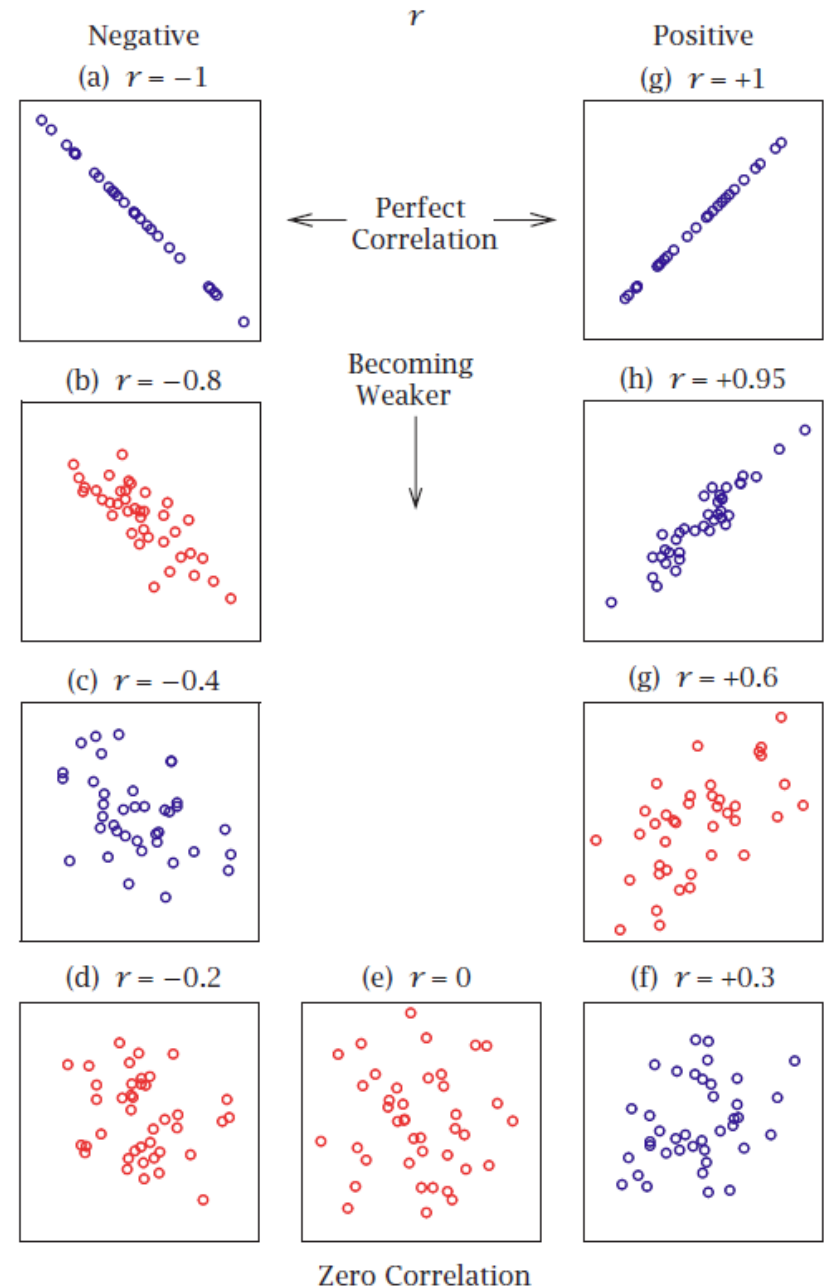 r
Negative
Positive
(a) r = −1
(g) r = +1
Perfect
Correlation
(b) r = −0.8
Becoming
Weaker
(h) r = +0.95
(c) r = −0.4
(g) r = +0.6
(d) r = −0.2
(e) r = 0
(f) r = +0.3
Zero Correlation